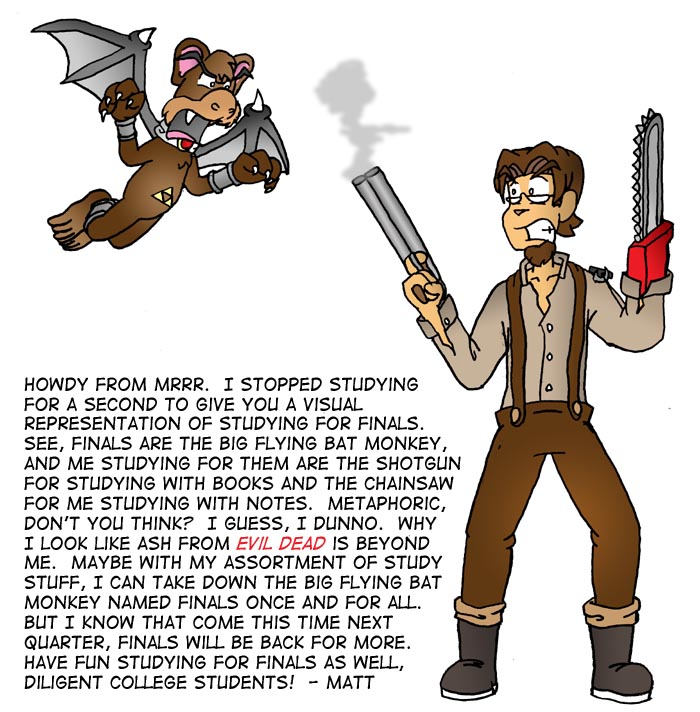 HOWDY FROM MRRR. I STOPPED STUDYING
FOR A SECOND TO GIVE YOU A VISUAL
REPRESENTATION OF STUDYING FOR FINALS.
SEE, FINALS ARE THE BIG FLYING BAT MONKEY,
AND ME STUDYING FOR THEM ARE THE SHOTGUN
FOR STUDYING WITH BOOKS AND THE CHAINSAW
FOR ME STUDYING WITH NOTES. METAPHORIC,
DON'T YOU THINK? I GUESS, I DUNNO. WHY
I LOOK LIKE ASH FROM EVIL DEAD IS BEYOND
ME. MAYBE WITH MY ASSORTMENT OF STUDY
STUFF, I CAN TAKE DOWN THE BIG FLYING BAT
MONKEY NAMED FINALS ONCE AND FOR ALL.
BUT I KNOW THAT COME THIS TIME NEXT
QUARTER, FINALS WILL BE BACK FOR MORE.
HAVE FUN STUDYING FOR FINALS AS WELL,
DILIGENT COLLEGE STUDENTS! - MATT